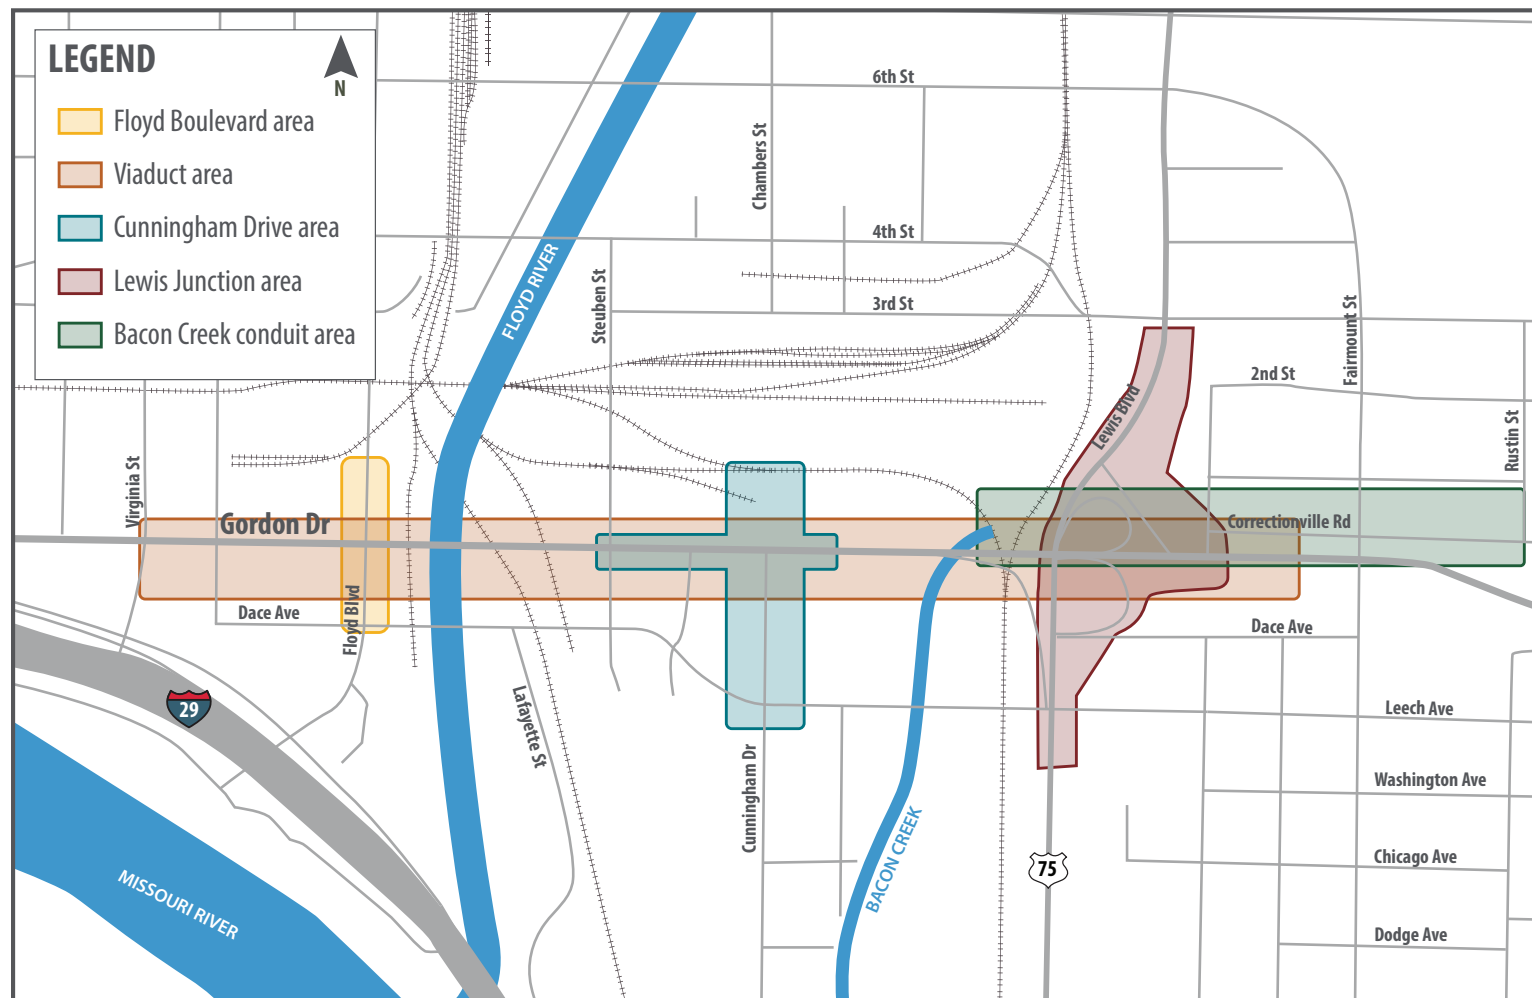 LEGEND
N
Floyd Boulevard area
Viaduct area
Cunningham Drive area
Lewis Junction area
Bacon Creek conduit area
6th St
Chambers St
4th St
FLOYD RIVER
Steuben St
3rd St
Fairmount St
2nd St
Lewis Blvd
Rustin St
Virginia St
Gordon Dr
Correctionville Rd
Floyd Blvd
Dace Ave
Dace Ave
29
Lafayette St
Leech Ave
Cunningham Dr
Washington Ave
BACON CREEK
75
Chicago Ave
MISSOURI RIVER
Dodge Ave